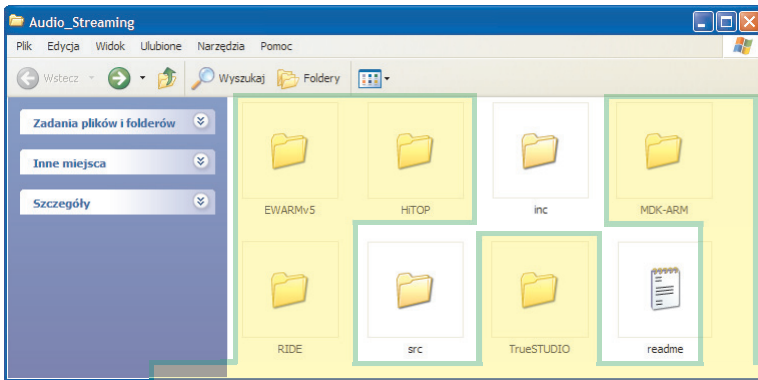 Audio_Streaming
Plik Edycja Widok Ulubione Narzędzia Pomoc
Wstecz Wyszukaj Foldery
Zadania plików i folderów
Inne miejsca
Szczegóły
EWARMv5 HiTOP inc MDK-ARM
RIDE src TrueSTUDIO readme